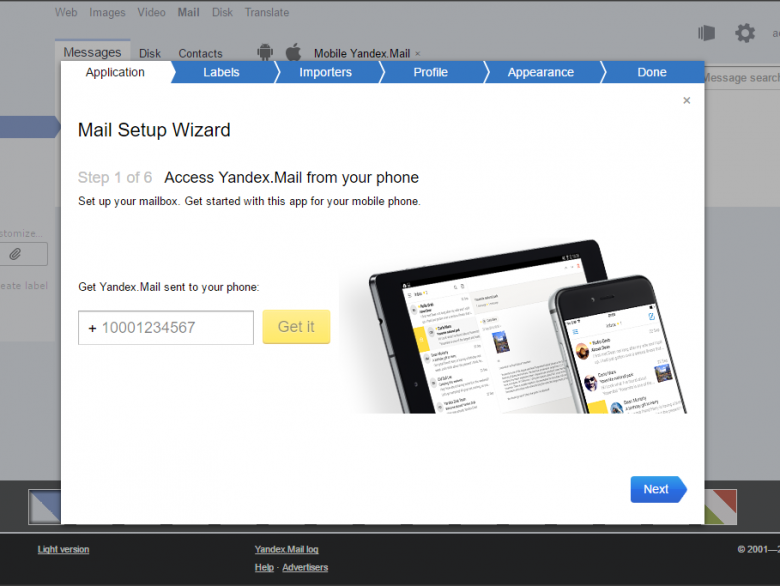 Web Images Video Mail Disk Translate
Messages Disk Contacts Mobile Yandex.Mail ×
Message search
Application Labels Importers Profile Appearance Done
×
Mail Setup Wizard
Step 1 of 6 Access Yandex.Mail from your phone
Set up your mailbox. Get started with this app for your mobile phone.
stomize...
eate label
Get Yandex.Mail sent to your phone:
+ 10001234567 Get it
Next
Light version Yandex.Mail log © 2001—2
Help · Advertisers